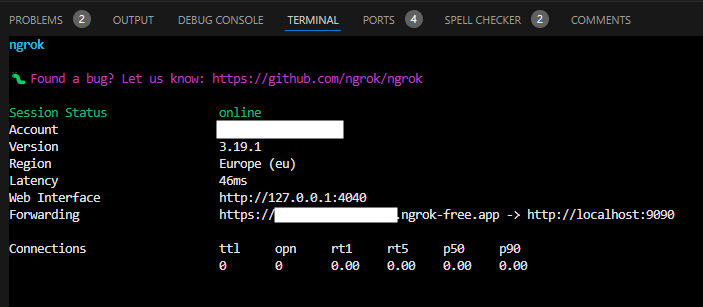 PROBLEMS 2 OUTPUT DEBUG CONSOLE TERMINAL PORTS 4 SPELL CHECKER 2 COMMENTS
ngrok
Found a bug? Let us know: https://github.com/ngrok/ngrok
Session Status online
Account
Version 3.19.1
Region Europe (eu)
Latency 46ms
Web Interface http://127.0.0.1:4040
Forwarding https:// .ngrok-free.app -> http://localhost:9090
Connections ttl opn rt1 rt5 p50 p90
0 0 0.00 0.00 0.00 0.00